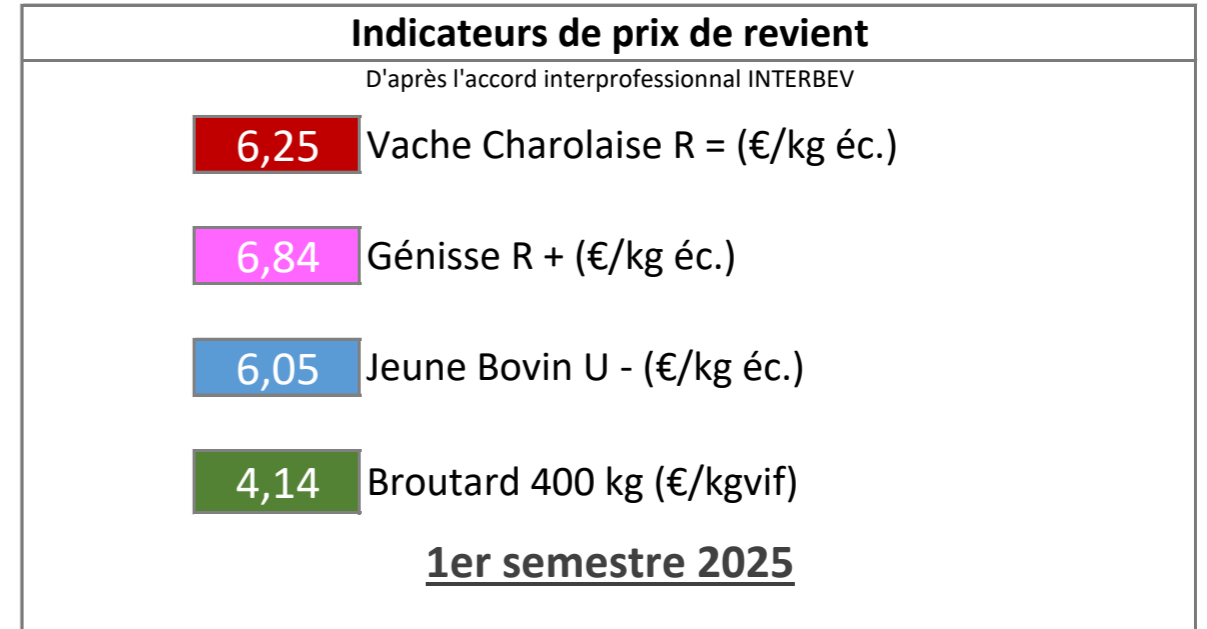 Indicateurs de prix de revient
D'après l'accord interprofessionnal INTERBEV
6,25 Vache Charolaise R = (€/kg éc.)
6,84 Génisse R + (€/kg éc.)
6,05 Jeune Bovin U - (€/kg éc.)
4,14 Broutard 400 kg (€/kgvif)
1er semestre 2025